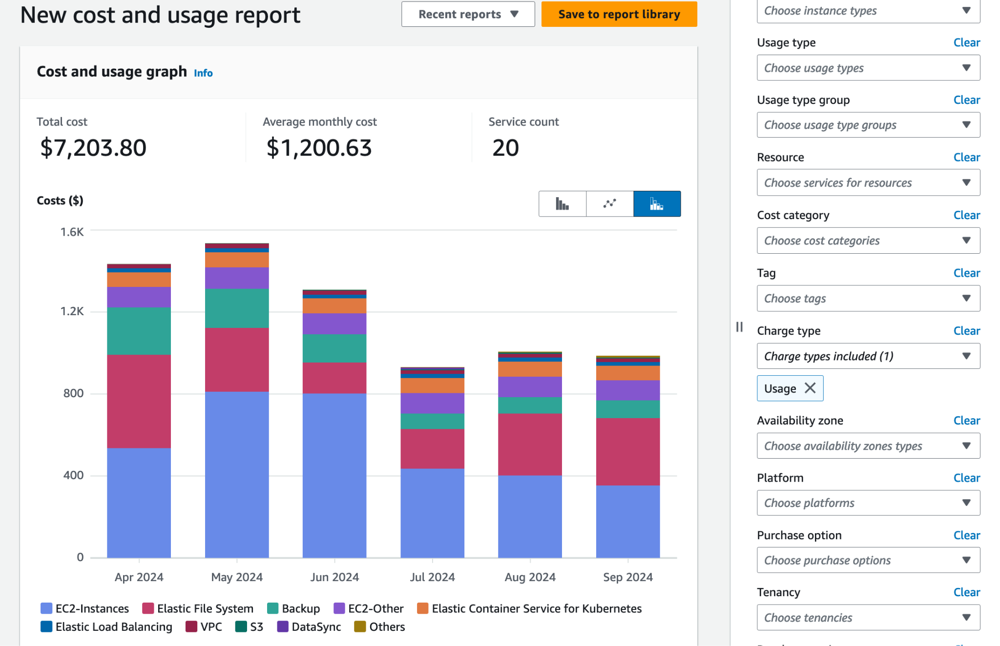 New cost and usage report
Recent reports
Save to report library
Cost and usage graph Info
Total cost
$7,203.80
Average monthly cost
$1,200.63
Service count
20
Costs ($)
1.6K
1.2K
800
400
0
Apr 2024
May 2024
Jun 2024
Jul 2024
Aug 2024
Sep 2024
EC2-Instances
Elastic File System
Backup
EC2-Other
Elastic Container Service for Kubernetes
Elastic Load Balancing
VPC
S3
DataSync
Others
Choose instance types
Usage type Clear
Choose usage types
Usage type group Clear
Choose usage type groups
Resource Clear
Choose services for resources
Cost category Clear
Choose cost categories
Tag Clear
Choose tags
Charge type Clear
Charge types included (1)
Usage
Availability zone Clear
Choose availability zones types
Platform Clear
Choose platforms
Purchase option Clear
Choose purchase options
Tenancy Clear
Choose tenancies